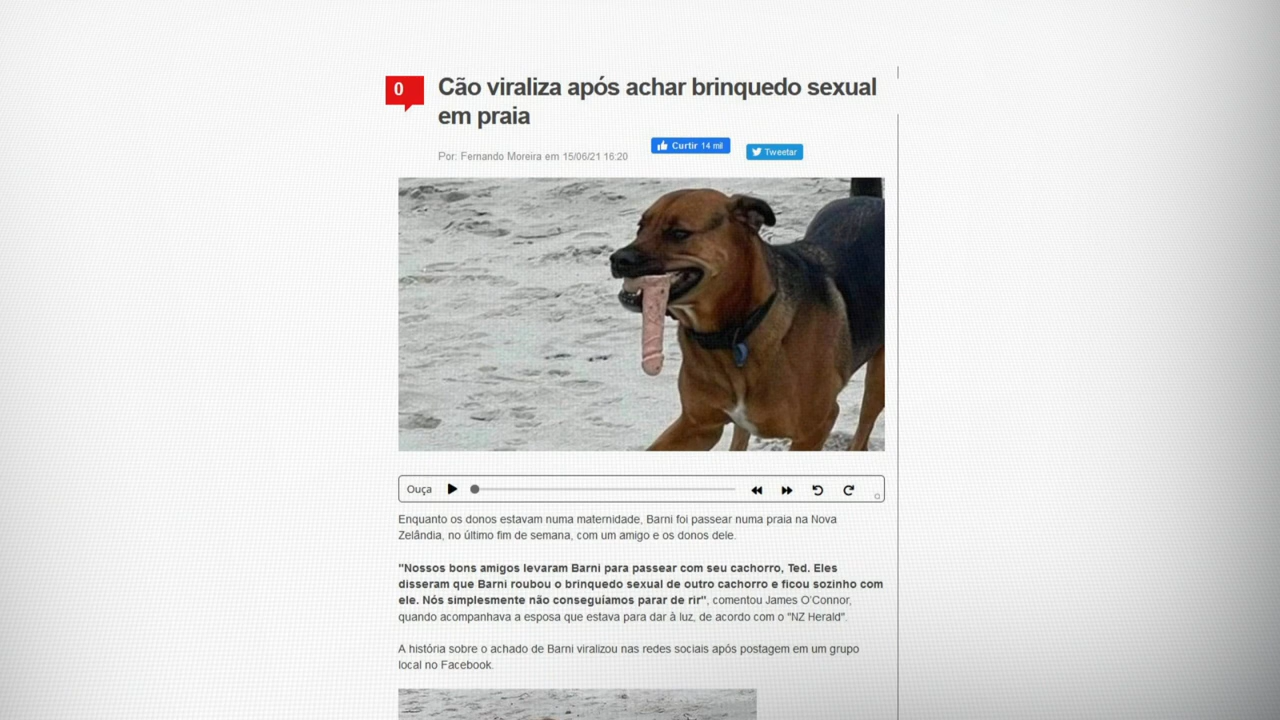 0
Cão viraliza após achar brinquedo sexual
em praia
Por: Fernando Moreira em 15/06/21 16:20
Curtir 14 mil
Tweetar
Ouça
Enquanto os donos estavam numa maternidade, Barni foi passear numa praia na Nova
Zelândia, no último fim de semana, com um amigo e os donos dele.
"Nossos bons amigos levaram Barni para passear com seu cachorro, Ted. Eles
disseram que Barni roubou o brinquedo sexual de outro cachorro e ficou sozinho com
ele. Nós simplesmente não conseguíamos parar de rir", comentou James O'Connor,
quando acompanhava a esposa que estava para dar à luz, de acordo com o "NZ Herald".
A história sobre o achado de Barni viralizou nas redes sociais após postagem em um grupo
local no Facebook.